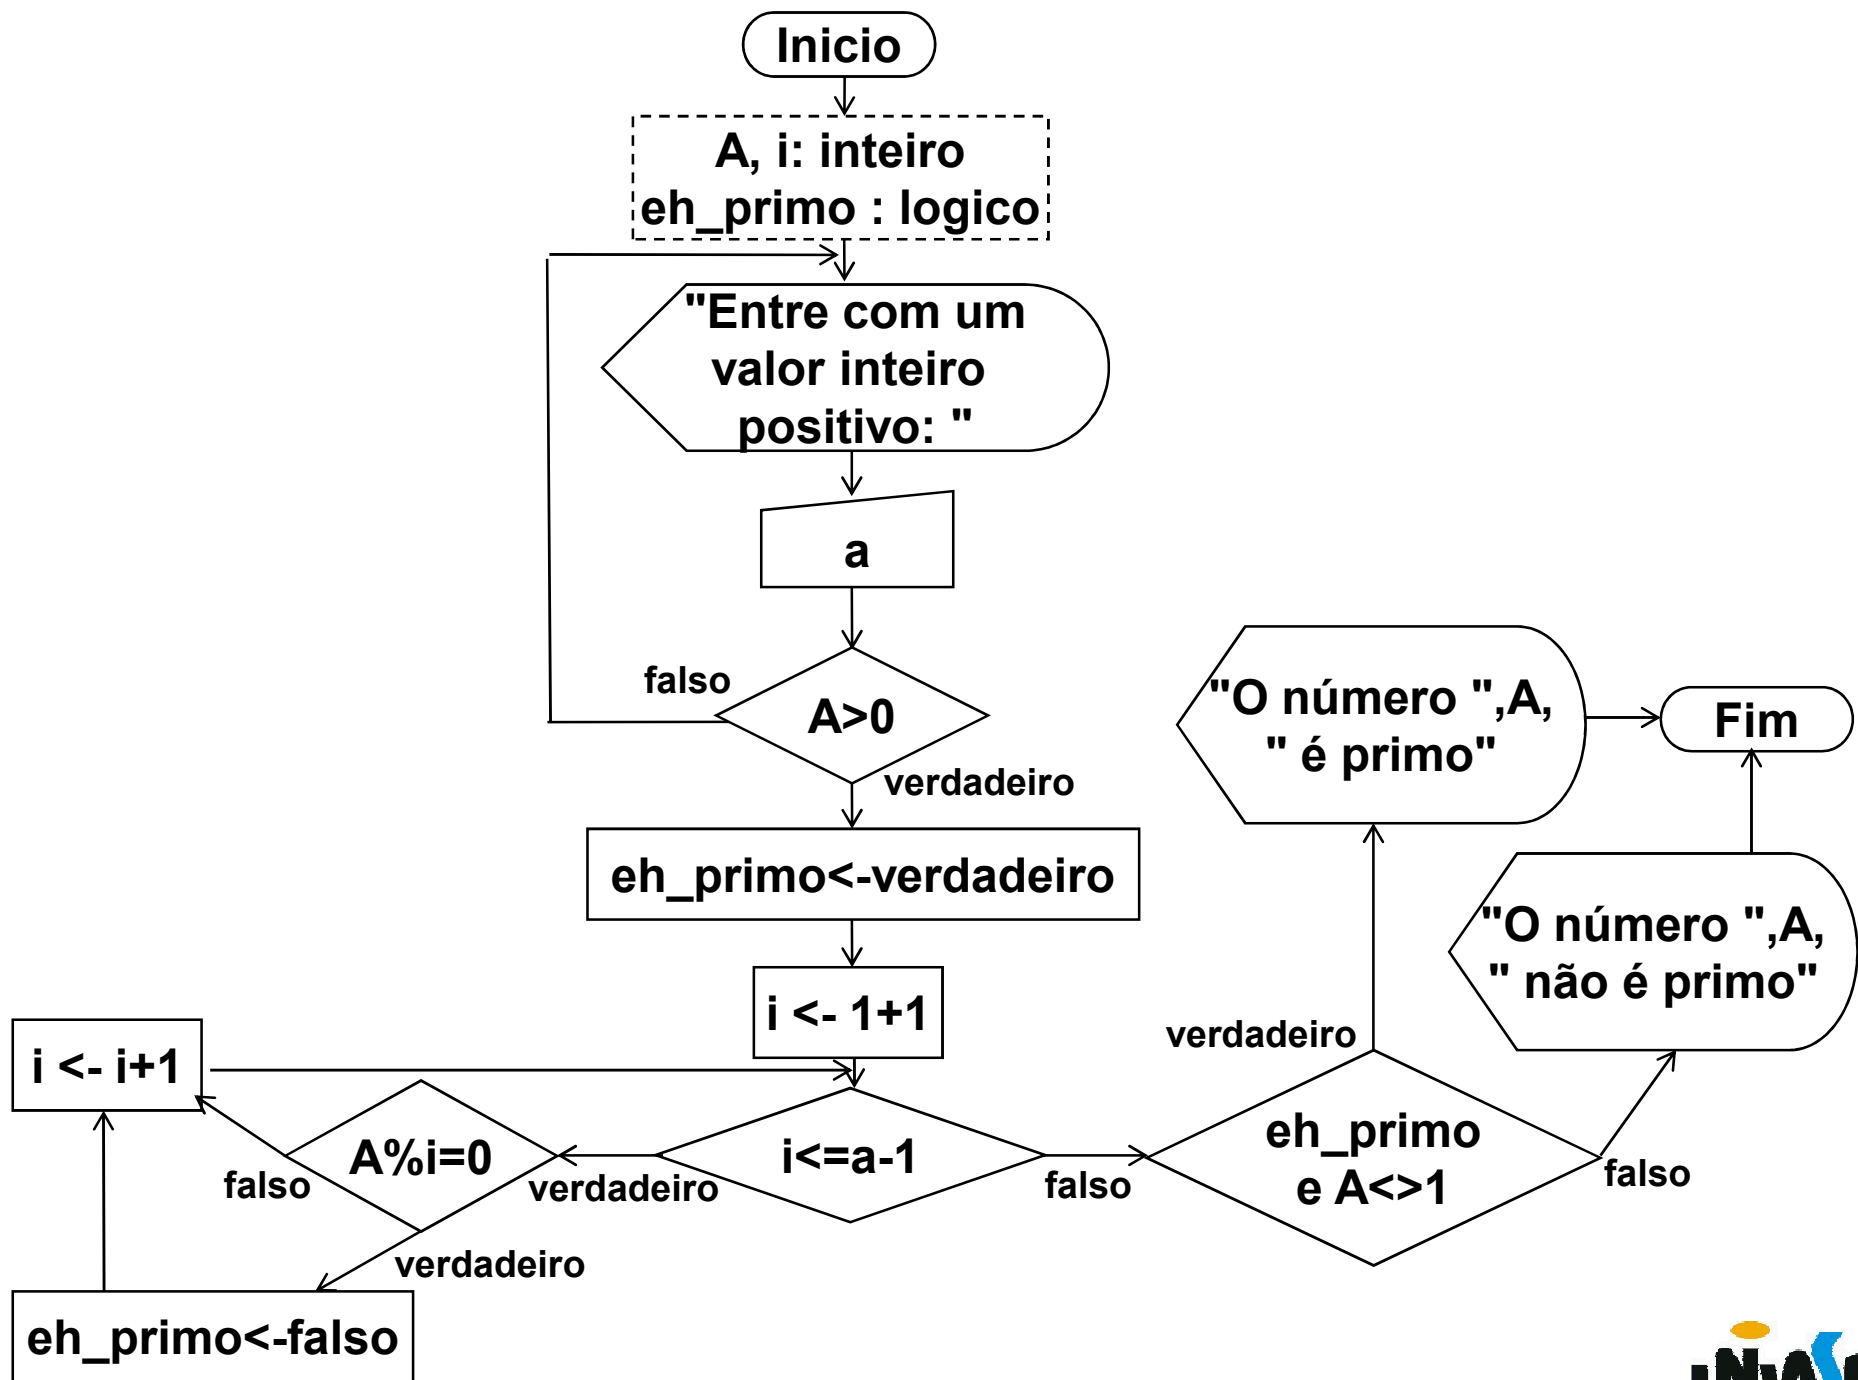 Inicio
A, i: inteiro
eh_primo : logico
"Entre com um
valor inteiro
positivo: "
a
falso
A>0
verdadeiro
eh_primo<-verdadeiro
i <- 1+1
i <- i+1
A%i=0
falso
verdadeiro
eh_primo<-falso
i<=a-1
verdadeiro
falso
eh_primo
e A<>1
verdadeiro
falso
"O número ",A,
" é primo"
"O número ",A,
" não é primo"
Fim